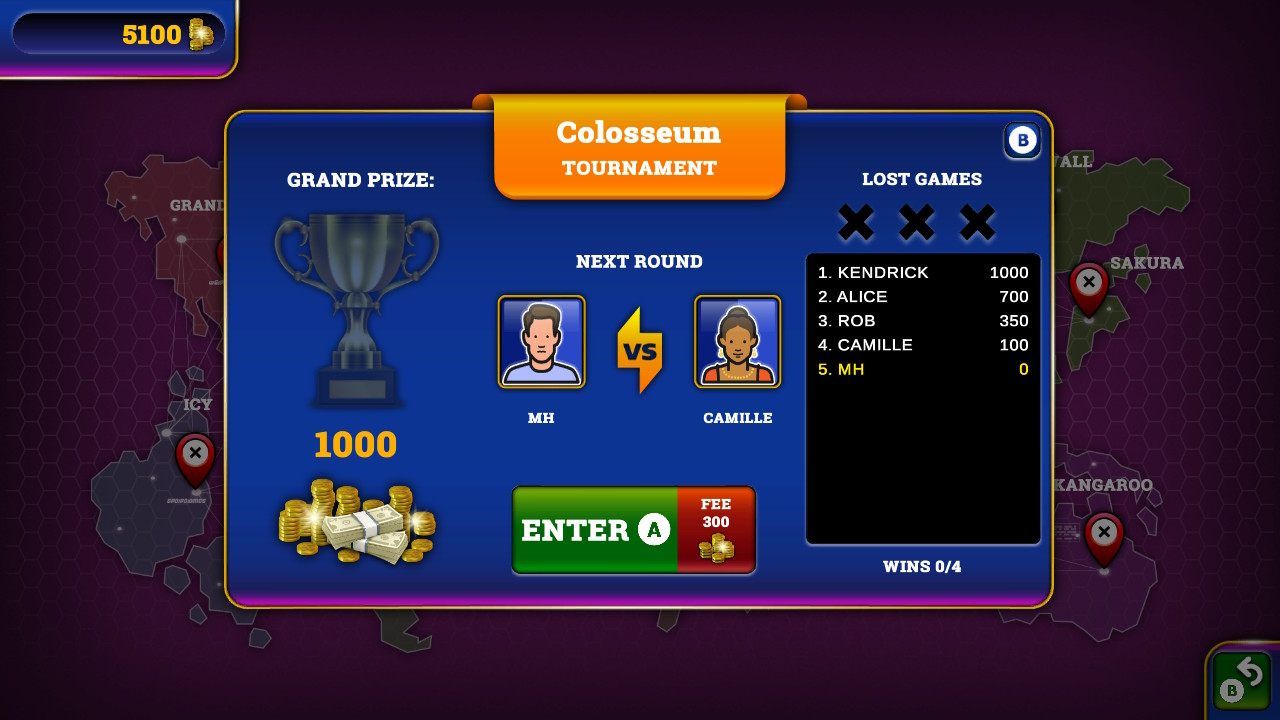 5100
Colosseum
TOURNAMENT
B
GRAND PRIZE:
LOST GAMES
GRAND
SAKURA
NEXT ROUND
1. KENDRICK 1000
2. ALICE 700
3. ROB 350
4. CAMILLE 100
5. MH 0
VS
ICY
MH
CAMILLE
1000
KANGAROO
ENTER A
FEE
300
WINS 0/4
B